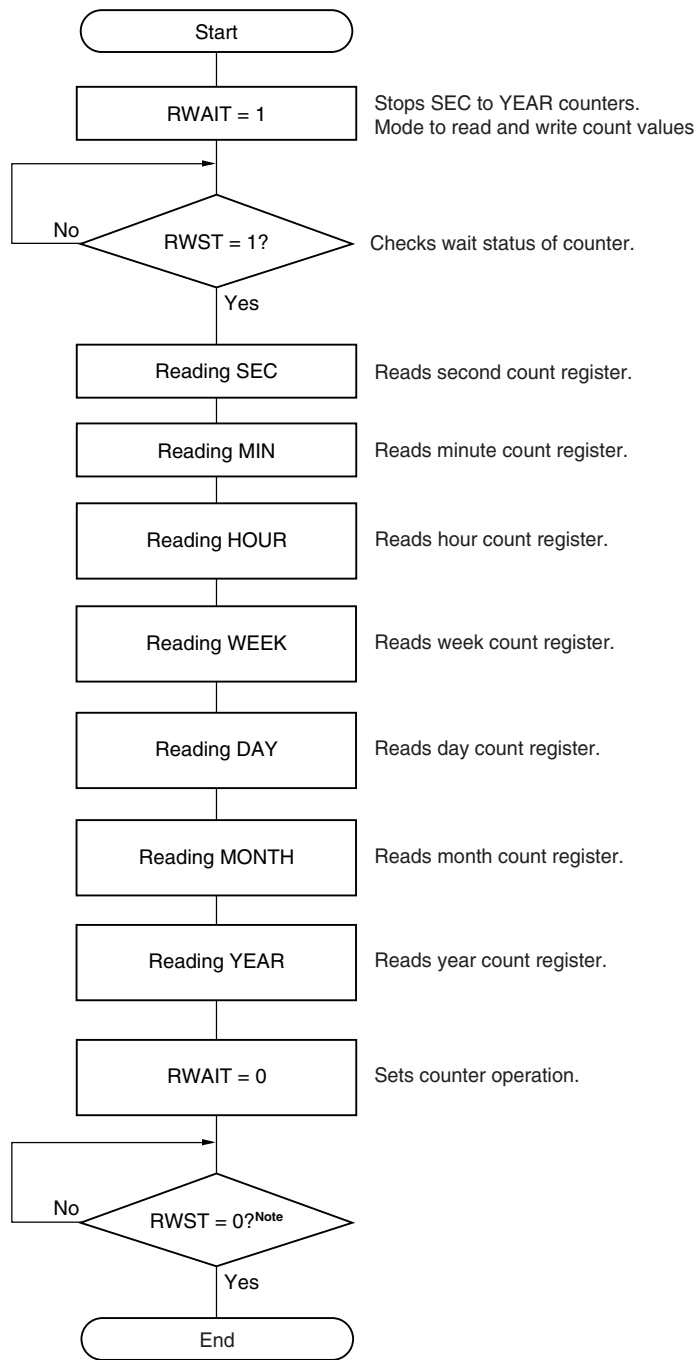 Start
RWAIT = 1
Stops SEC to YEAR counters.
Mode to read and write count values
No
RWST = 1?
Checks wait status of counter.
Yes
Reading SEC
Reads second count register.
Reading MIN
Reads minute count register.
Reading HOUR
Reads hour count register.
Reading WEEK
Reads week count register.
Reading DAY
Reads day count register.
Reading MONTH
Reads month count register.
Reading YEAR
Reads year count register.
RWAIT = 0
Sets counter operation.
No
RWST = 0?Note
Yes
End